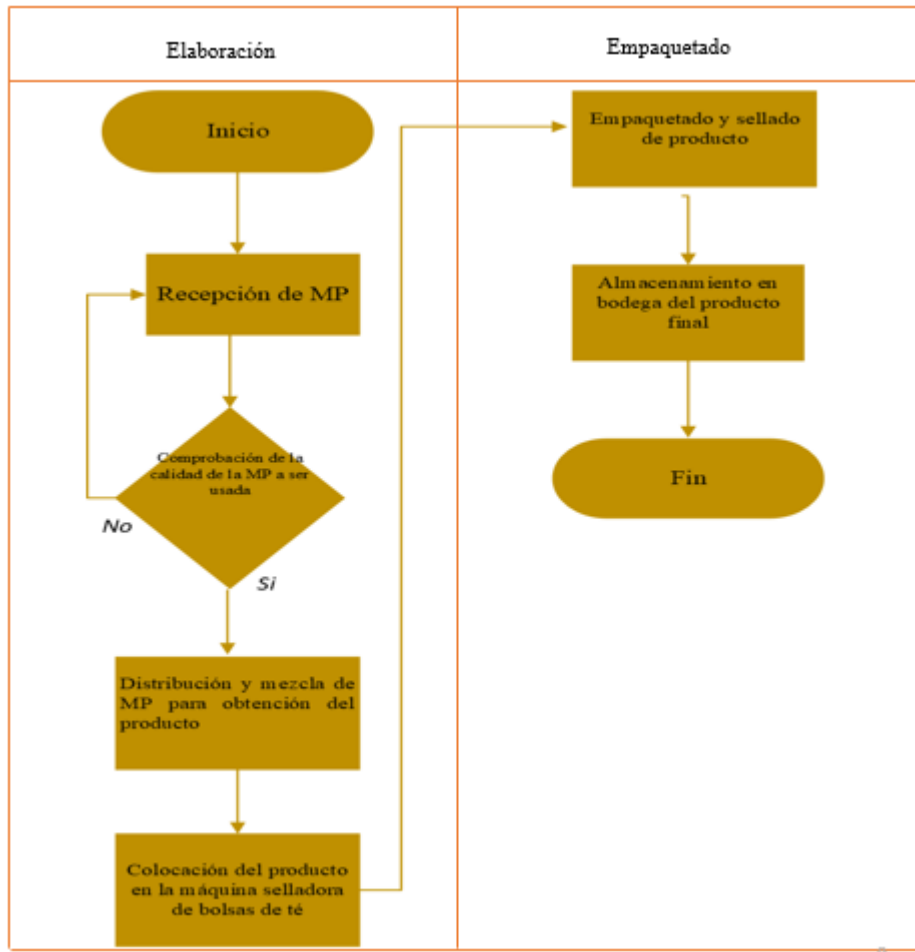 Elaboración
Empaquetado
Inicio
Recepción de MP
Comprobación de la
calidad de la MP a ser
usada
No
Si
Distribución y mezcla de
MP para obtención del
producto
Colocación del producto
en la máquina selladora
de bolsas de té
Empaquetado y sellado
de producto
Almacenamiento en
bodega del producto
final
Fin